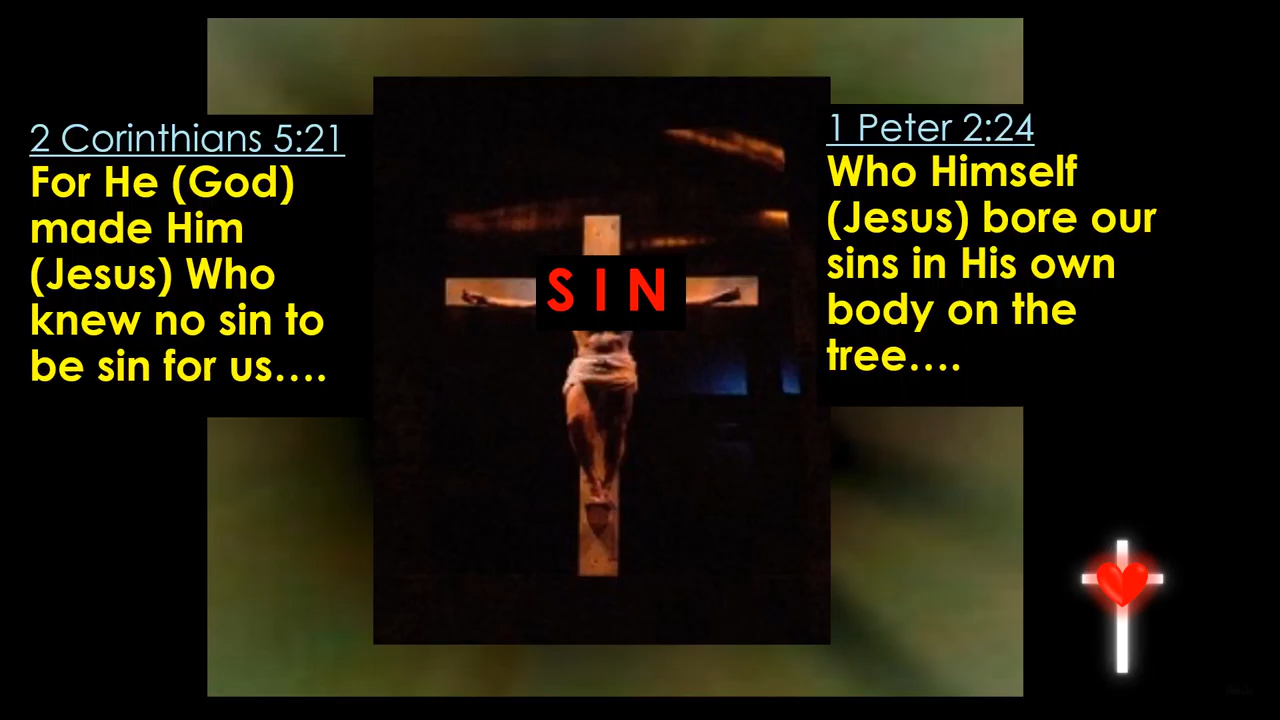 2 Corinthians 5:21
For He (God)
made Him
(Jesus) Who
knew no sin to
be sin for us….
S I N
1 Peter 2:24
Who Himself
(Jesus) bore our
sins in His own
body on the
tree….